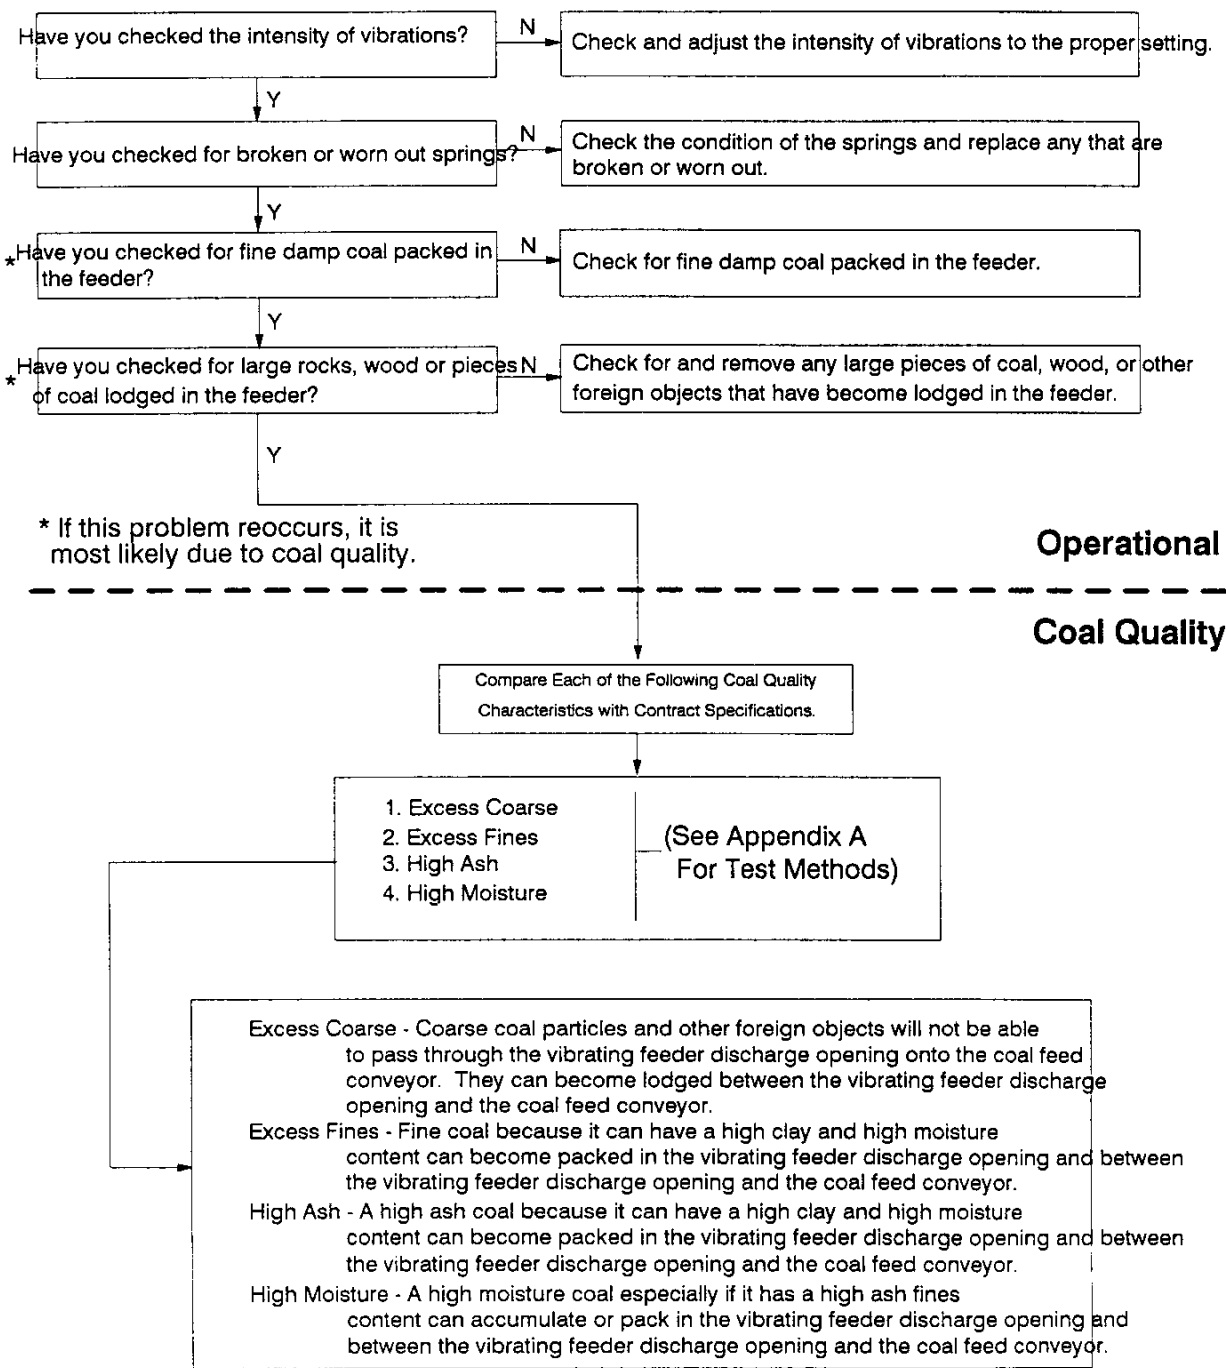 Have you checked the intensity of vibrations?
N
Check and adjust the intensity of vibrations to the proper setting.
Y
Have you checked for broken or worn out springs?
N
Check the condition of the springs and replace any that are
broken or worn out.
Y
*Have you checked for fine damp coal packed in
the feeder?
N
Check for fine damp coal packed in the feeder.
Y
*Have you checked for large rocks, wood or pieces
of coal lodged in the feeder?
N
Check for and remove any large pieces of coal, wood, or other
foreign objects that have become lodged in the feeder.
Y
* If this problem reoccurs, it is
most likely due to coal quality.
Operational
Coal Quality
Compare Each of the Following Coal Quality
Characteristics with Contract Specifications.
1. Excess Coarse
2. Excess Fines
3. High Ash
4. High Moisture
(See Appendix A
For Test Methods)
Excess Coarse - Coarse coal particles and other foreign objects will not be able
to pass through the vibrating feeder discharge opening onto the coal feed
conveyor. They can become lodged between the vibrating feeder discharge
opening and the coal feed conveyor.
Excess Fines - Fine coal because it can have a high clay and high moisture
content can become packed in the vibrating feeder discharge opening and between
the vibrating feeder discharge opening and the coal feed conveyor.
High Ash - A high ash coal because it can have a high clay and high moisture
content can become packed in the vibrating feeder discharge opening and between
the vibrating feeder discharge opening and the coal feed conveyor.
High Moisture - A high moisture coal especially if it has a high ash fines
content can accumulate or pack in the vibrating feeder discharge opening and
between the vibrating feeder discharge opening and the coal feed conveyor.